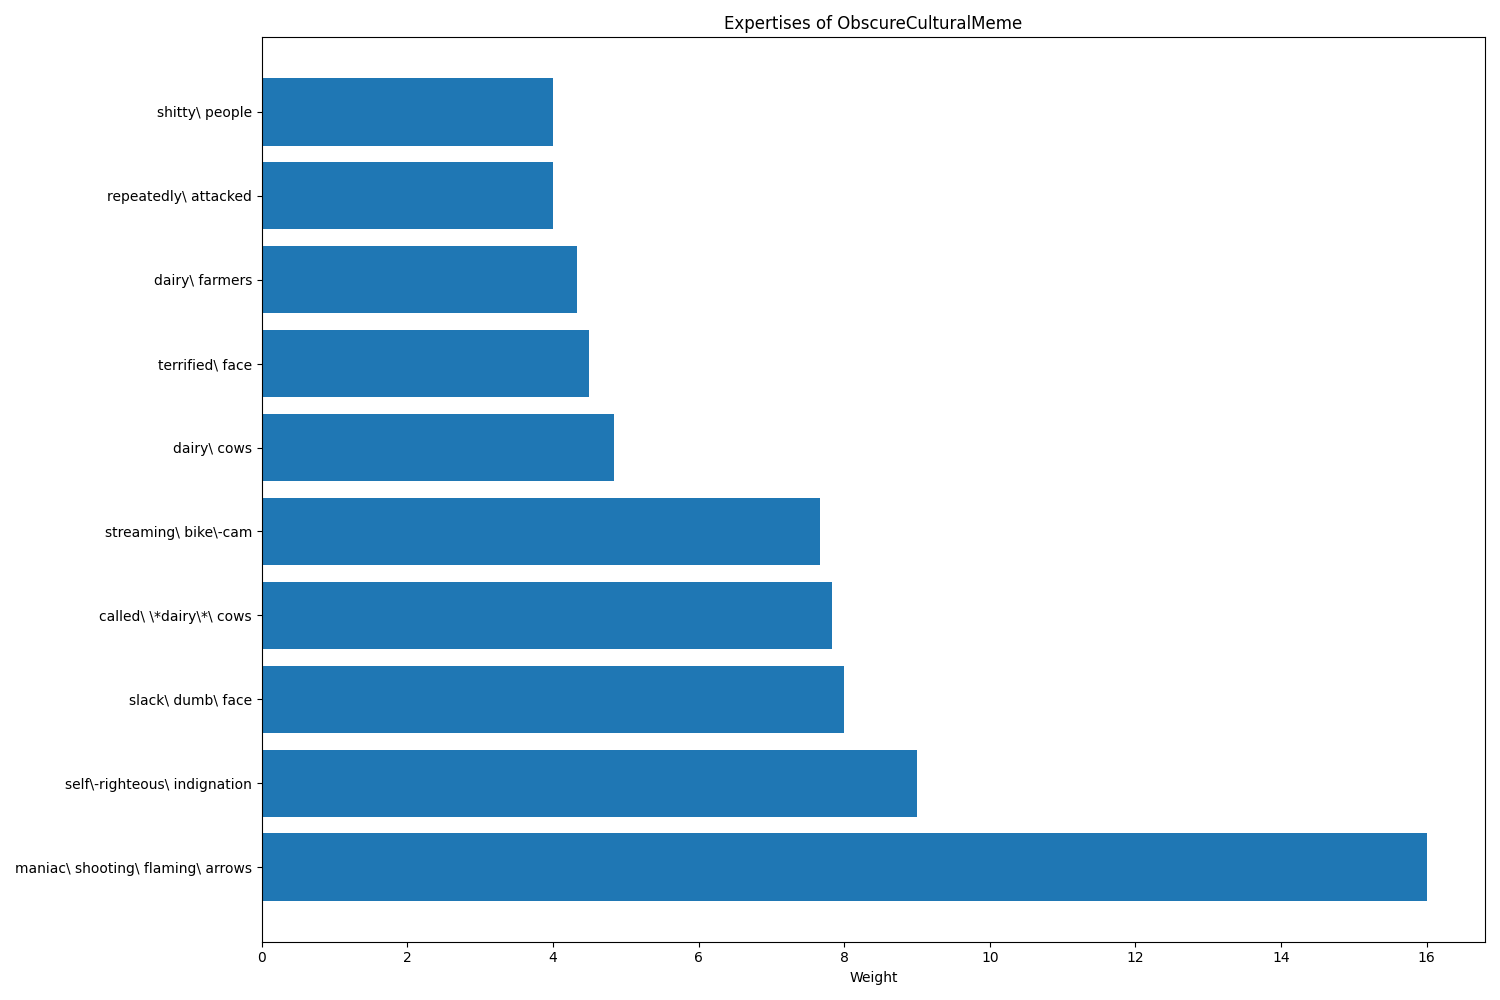 Expertises of ObscureCulturalMeme
shitty\ people
repeatedly\ attacked
dairy\ farmers
terrified\ face
dairy\ cows
streaming\ bike\-cam
called\ \*dairy\*\ cows
slack\ dumb\ face
self\-righteous\ indignation
maniac\ shooting\ flaming\ arrows
0 2 4 6 8 10 12 14 16
Weight